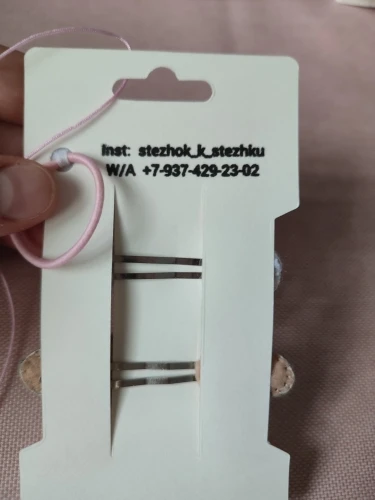 Inst: stezhok_k_stezhku
W/A +7-937-429-23-02